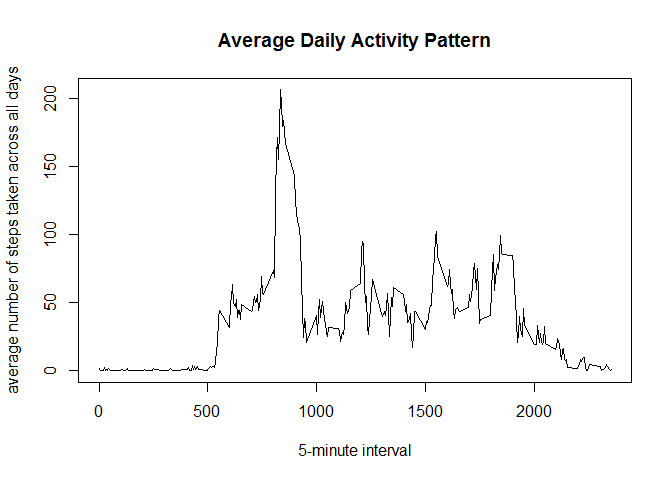 Average Daily Activity Pattern
average number of steps taken across all days
200
150
100
50
0
0 500 1000 1500 2000
5-minute interval